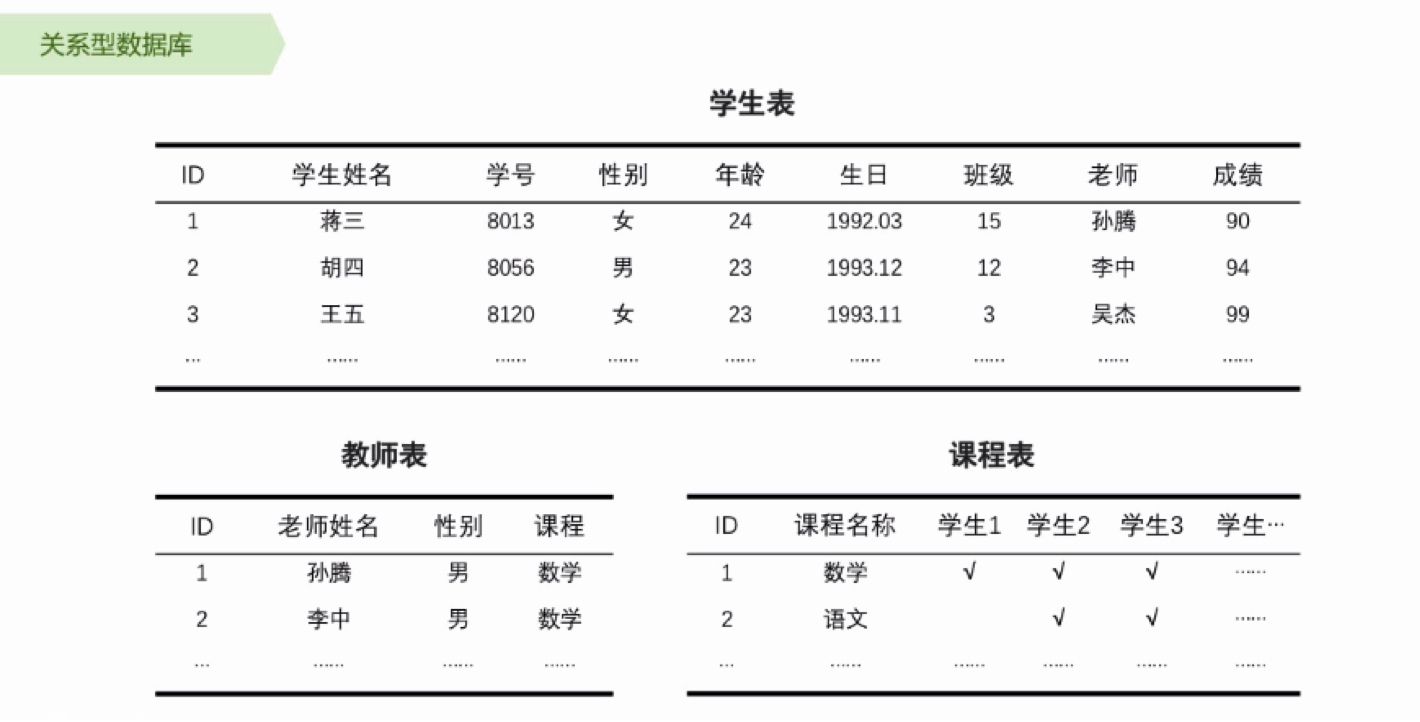 关系型数据库
学生表
ID 学生姓名 学号 性别 年龄 生日 班级 老师 成绩
1 蒋三 8013 女 24 1992.03 15 孙腾 90
2 胡四 8056 男 23 1993.12 12 李中 94
3 王五 8120 女 23 1993.11 3 吴杰 99
… …… …… …… …… …… …… …… ……
教师表
ID 老师姓名 性别 课程
1 孙腾 男 数学
2 李中 男 数学
… …… …… ……
课程表
ID 课程名称 学生1 学生2 学生3 学生…
1 数学 √ √ √ ……
2 语文 √ √ ……
… …… …… …… …… ……